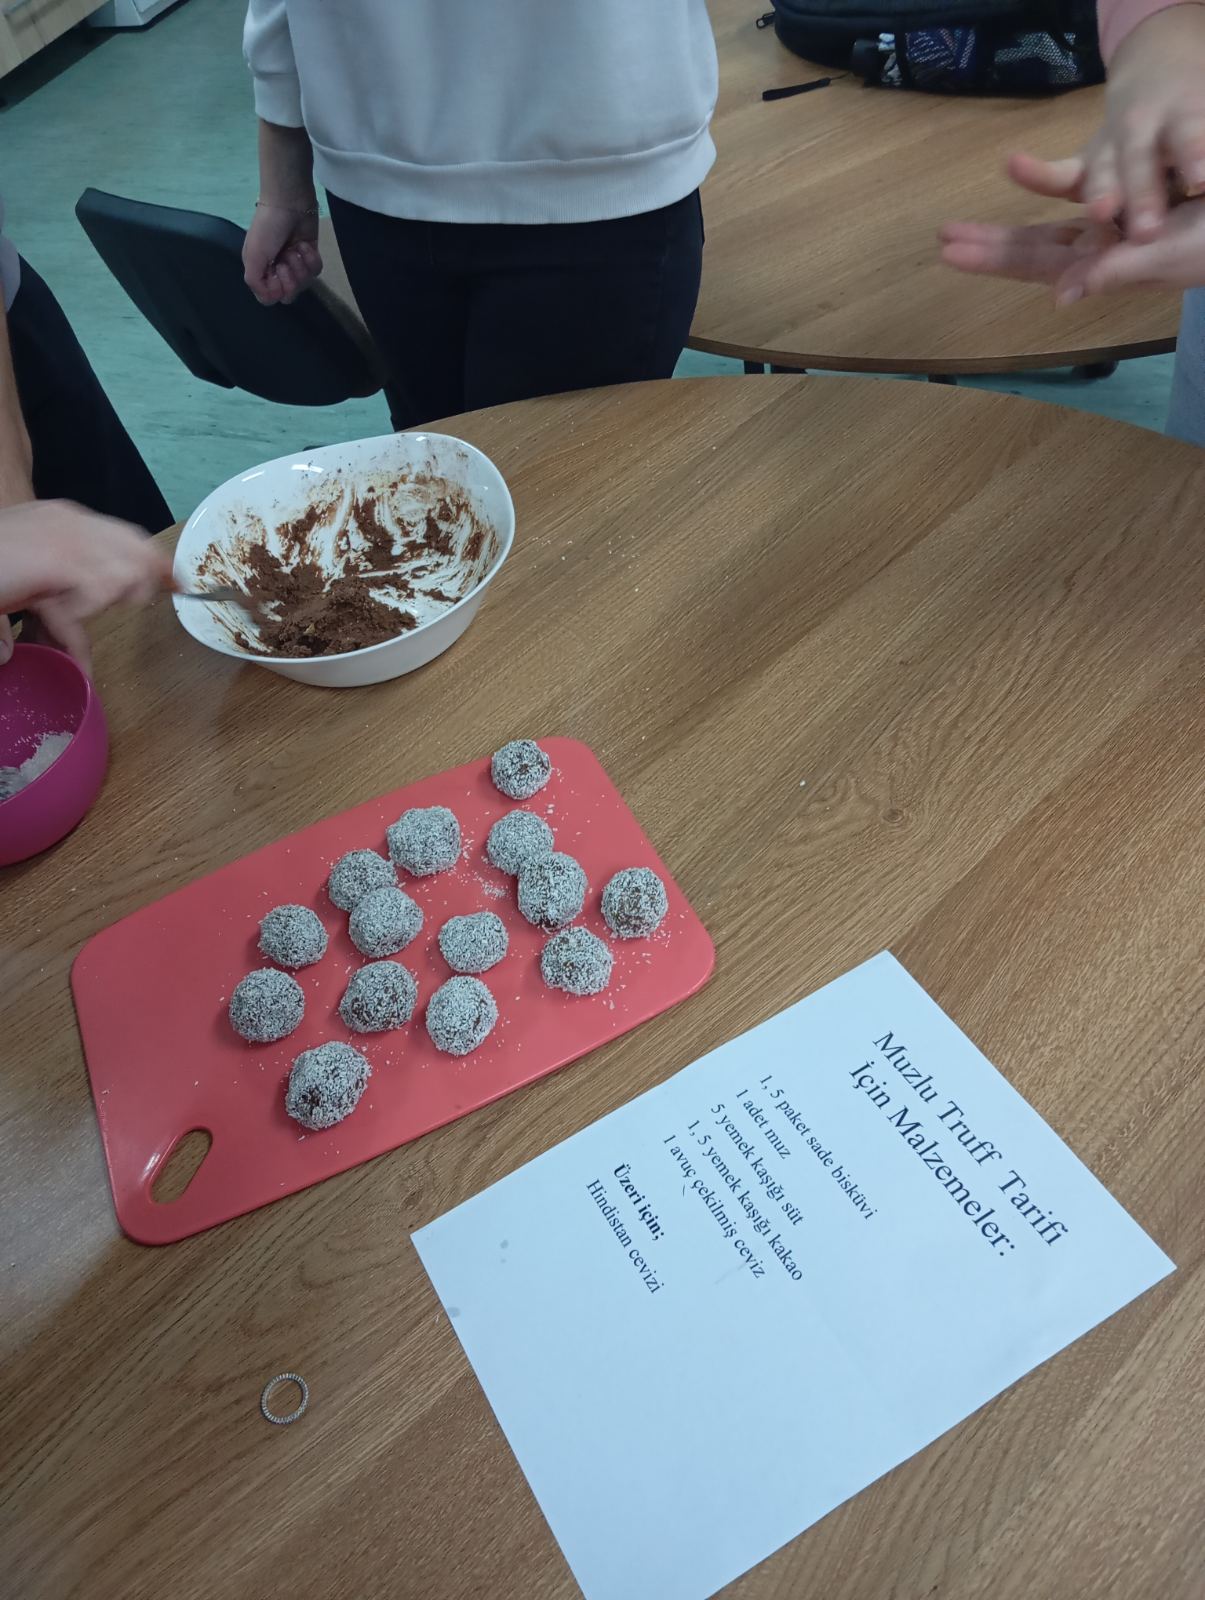 Muzlu Truff Tarifi
İçin Malzemeler:
1, 5 paket sade bisküvi
1 adet muz
5 yemek kaşığı süt
1, 5 yemek kaşığı kakao
1 avuç çekilmiş ceviz
Üzeri için;
Hindistan cevizi